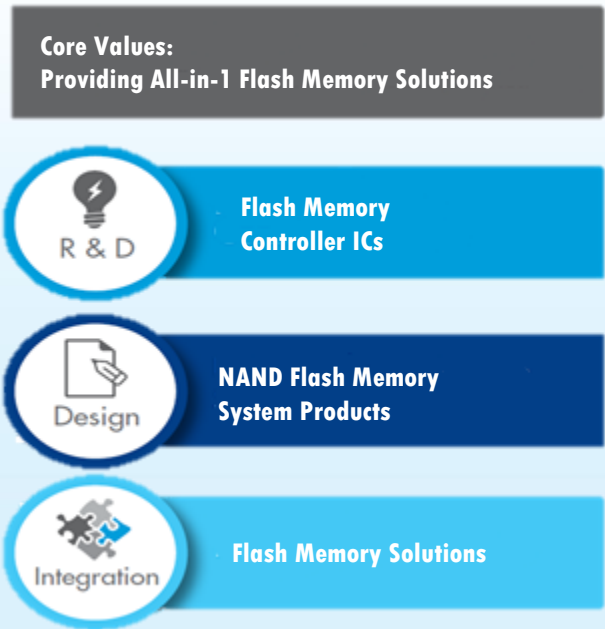 Core Values:
Providing All-in-1 Flash Memory Solutions
R & D
Flash Memory
Controller ICs
Design
NAND Flash Memory
System Products
Integration
Flash Memory Solutions